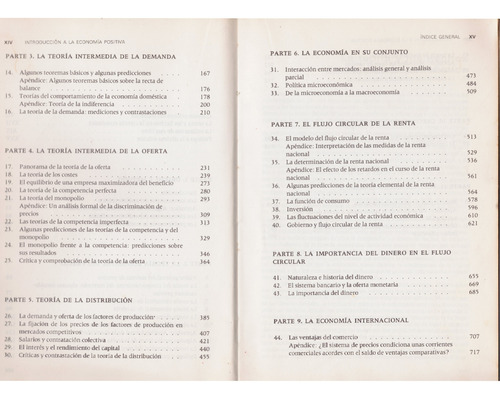 XIV INTRODUCCIÓN A LA ECONOMÍA POSITIVA
PARTE 3. LA TEORÍA INTERMEDIA DE LA DEMANDA
14. Algunos teoremas básicos y algunas predicciones 167
Apéndice: Teoremas básicos sobre la recta de
balance 176
15. Teorías del comportamiento de la economía doméstica 178
Apéndice: Teoría de la indiferencia 200
16. La teoría de la demanda: mediciones y contrastaciones 210
PARTE 4. LA TEORÍA INTERMEDIA DE LA OFERTA
17. Panorama de la teoría de la oferta 231
18. La teoría de los costes 239
19. El equilibrio de una empresa maximizadora del beneficio 273
20. La teoría de la competencia perfecta 280
21. La teoría del monopolio 293
Apéndice: Un análisis formal de la discriminación de
precios 309
22. Las teorías de la competencia imperfecta 313
23. Algunas predicciones de las teorías de la competencia y del
monopolio 329
24. El monopolio frente a la competencia: predicciones sobre
sus resultados 346
25. Crítica y comprobación de la teoría de la oferta 364
PARTE 5. TEORÍA DE LA DISTRIBUCIÓN
26. La demanda y oferta de los factores de producción 385
27. La fijación de los precios de los factores de producción en
mercados competitivos 407
28. Salarios y contratación colectiva 421
29. El interés y el rendimiento del capital 440
30. Críticas y contrastación de la teoría de la distribución 455
ÍNDICE GENERAL XV
PARTE 6. LA ECONOMÍA EN SU CONJUNTO
31. Interacción entre mercados: análisis general y análisis
parcial 473
32. Política microeconómica 484
33. De la microeconomía a la macroeconomía 509
PARTE 7. EL FLUJO CIRCULAR DE LA RENTA
34. El modelo del flujo circular de la renta 513
Apéndice: Interpretación de las medidas de la renta
nacional 529
35. La determinación de la renta nacional 536
Apéndice: El efecto de los retardos en el curso de la renta
nacional 561
36. Algunas predicciones de la teoría elemental de la renta
nacional 564
37. La función de consumo 578
38. Inversión 596
39. Las fluctuaciones del nivel de actividad económica 610
40. Gobierno y flujo circular de la renta 621
PARTE 8. LA IMPORTANCIA DEL DINERO EN EL FLUJO
CIRCULAR
41. Naturaleza e historia del dinero 655
42. El sistema bancario y la oferta monetaria 669
43. La importancia del dinero 685
PARTE 9. LA ECONOMÍA INTERNACIONAL
44. Las ventajas del comercio 707
Apéndice: ¿El sistema de precios condiciona unas corrientes
comerciales acordes con el saldo de ventajas comparativas? 717